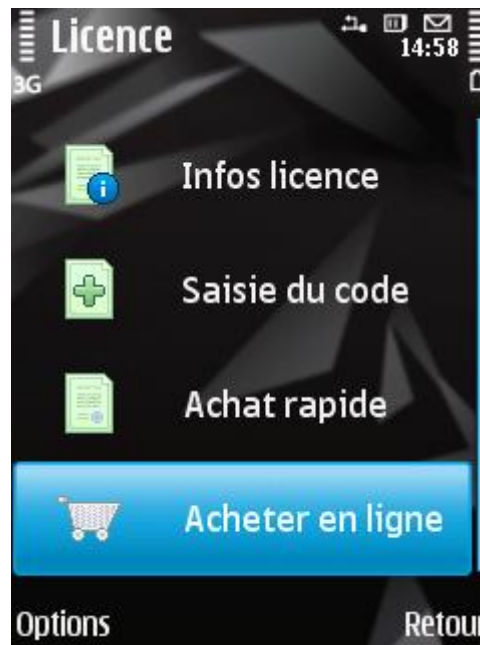 Licence
14:58
3G
Infos licence
Saisie du code
Achat rapide
Acheter en ligne
Options
Retour